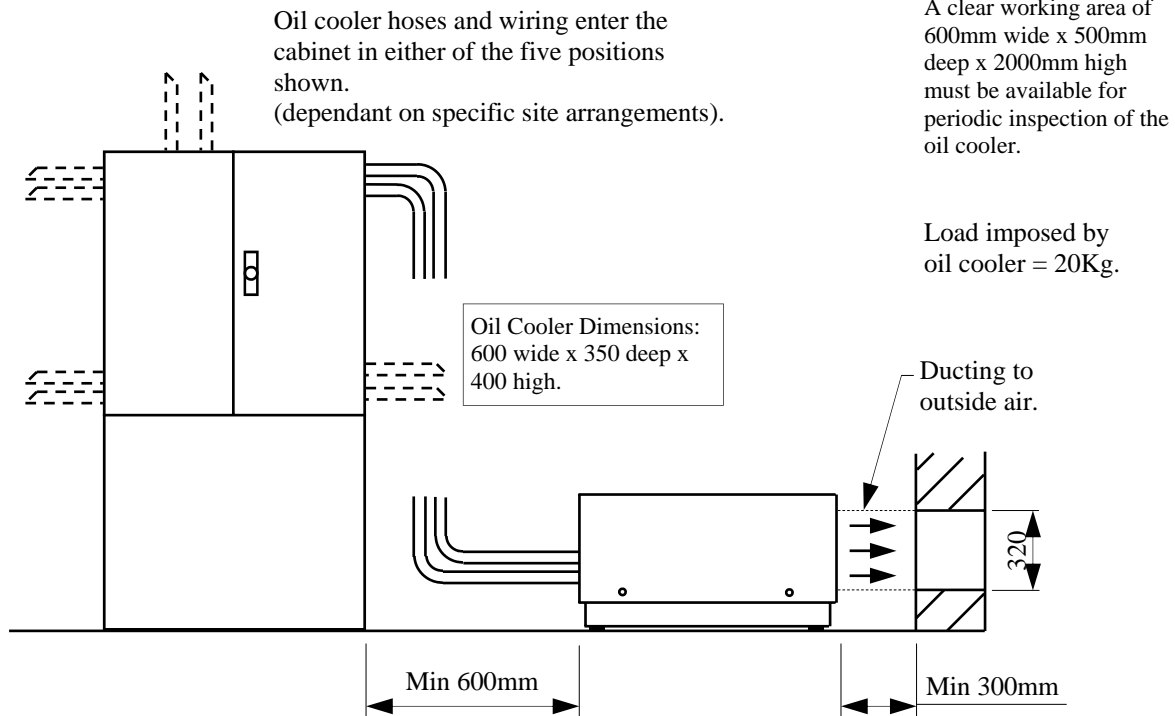 Oil cooler hoses and wiring enter the
cabinet in either of the five positions
shown.
(dependant on specific site arrangements).
A clear working area of
600mm wide x 500mm
deep x 2000mm high
must be available for
periodic inspection of the
oil cooler.
Load imposed by
oil cooler = 20Kg.
Oil Cooler Dimensions:
600 wide x 350 deep x
400 high.
Ducting to
outside air.
320
Min 600mm
Min 300mm